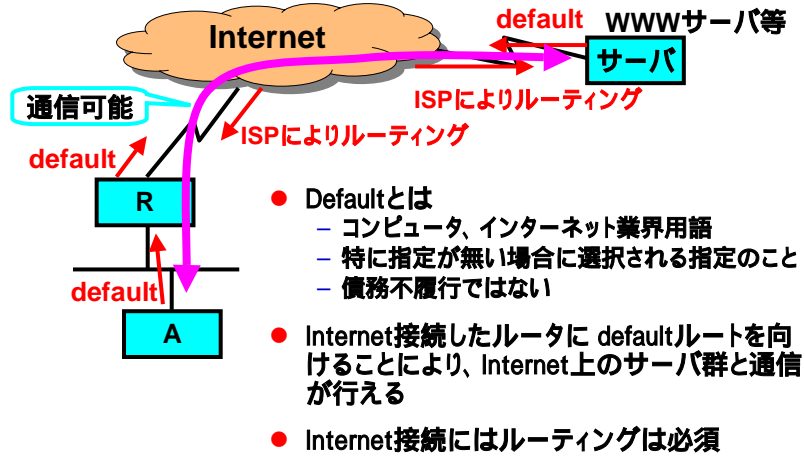 default
WWWサーバ等
Internet
サーバ
ISPによりルーティング
通信可能
ISPによりルーティング
default
R
default
A
● Defaultとは
– コンピュータ、インターネット業界用語
– 特に指定が無い場合に選択される指定のこと
– 債務不履行ではない
● Internet接続したルータに defaultルートを向
けることにより、Internet上のサーバ群と通信
が行える
● Internet接続にはルーティングは必須